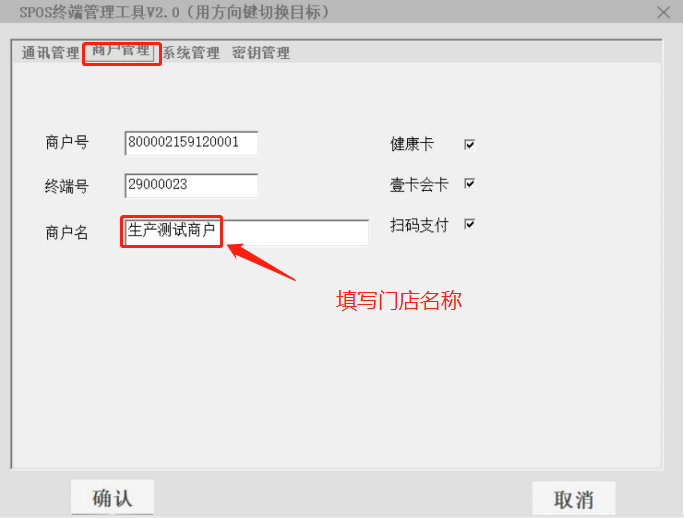 SPOS终端管理工具V2.0（用方向键切换目标）
通讯管理 商户管理 系统管理 密钥管理
商户号 800002159120001 健康卡
终端号 29000023 壹卡会卡
商户名 生产测试商户 扫码支付
填写门店名称
确认 取消